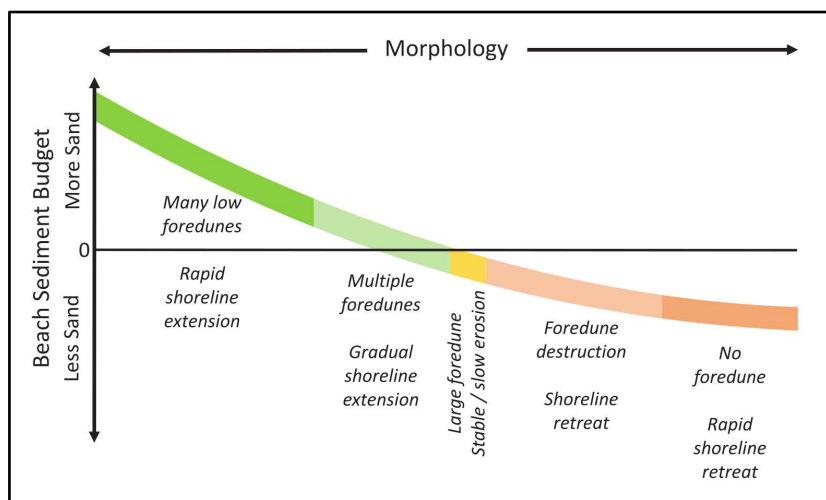 Morphology
Beach Sediment Budget
Less Sand More Sand
0
Many low
foredunes
Rapid
shoreline
extension
Multiple
foredunes
Gradual
shoreline
extension
Large foredune
Stable / slow erosion
Foredune
destruction
Shoreline
retreat
No
foredune
Rapid
shoreline
retreat